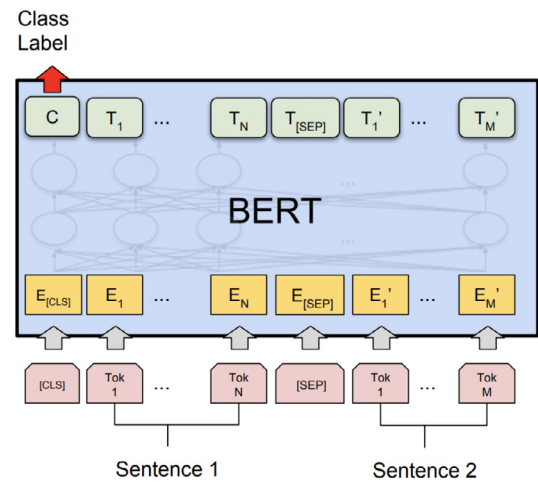 Class
Label
C T1 ... TN T[SEP] T1' ... TM'
...
BERT
...
E[CLS] E1 ... EN E[SEP] E1' ... EM'
[CLS] Tok 1 ... Tok N [SEP] Tok 1 ... Tok M
Sentence 1 Sentence 2